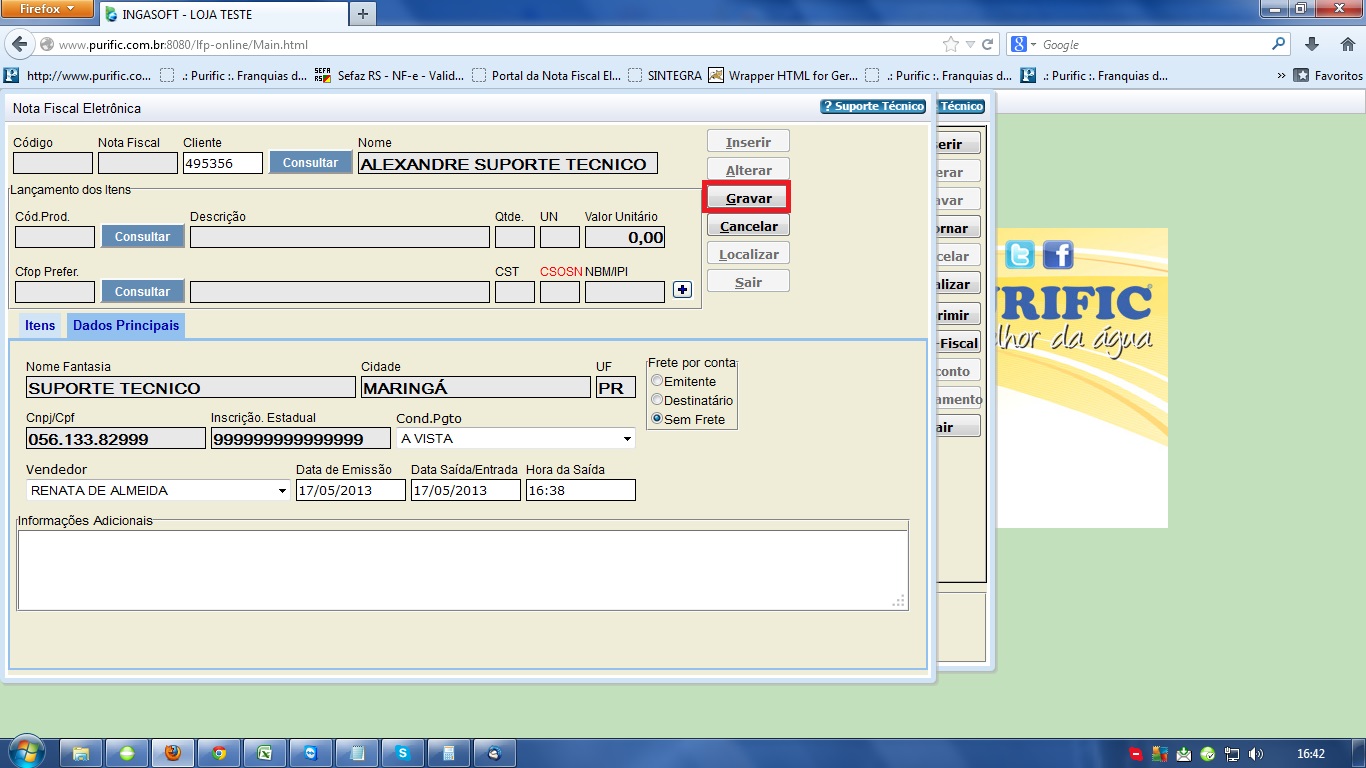 Firefox
INGASOFT - LOJA TESTE
www.purific.com.br:8080/lfp-online/Main.html
Google
http://www.purific.co...
.: Purific :. Franquias d...
Sefaz RS - NF-e - Valid...
Portal da Nota Fiscal El...
SINTEGRA
Wrapper HTML for Ger...
.: Purific :. Franquias d...
.: Purific :. Franquias d...
»
Favoritos
Nota Fiscal Eletrônica
? Suporte Técnico
Técnico
Código
Nota Fiscal
Cliente
Nome
495356
Consultar
ALEXANDRE SUPORTE TECNICO
Inserir
Alterar
Gravar
Cancelar
Localizar
Sair
Lançamento dos Itens
Cód.Prod.
Descrição
Qtde.
UN
Valor Unitário
Consultar
0,00
Cfop Prefer.
CST
CSOSN
NBM/IPI
Consultar
Itens
Dados Principais
Nome Fantasia
Cidade
UF
SUPORTE TECNICO
MARINGÁ
PR
Frete por conta
Emitente
Destinatário
Sem Frete
Cnpj/Cpf
Inscrição. Estadual
Cond.Pgto
056.133.82999
999999999999999
A VISTA
Vendedor
Data de Emissão
Data Saída/Entrada
Hora da Saída
RENATA DE ALMEIDA
17/05/2013
17/05/2013
16:38
Informações Adicionais
erir
erar
avar
ornar
celar
lizar
rimir
-Fiscal
conto
amento
air
RIFIC
lhor da água
16:42